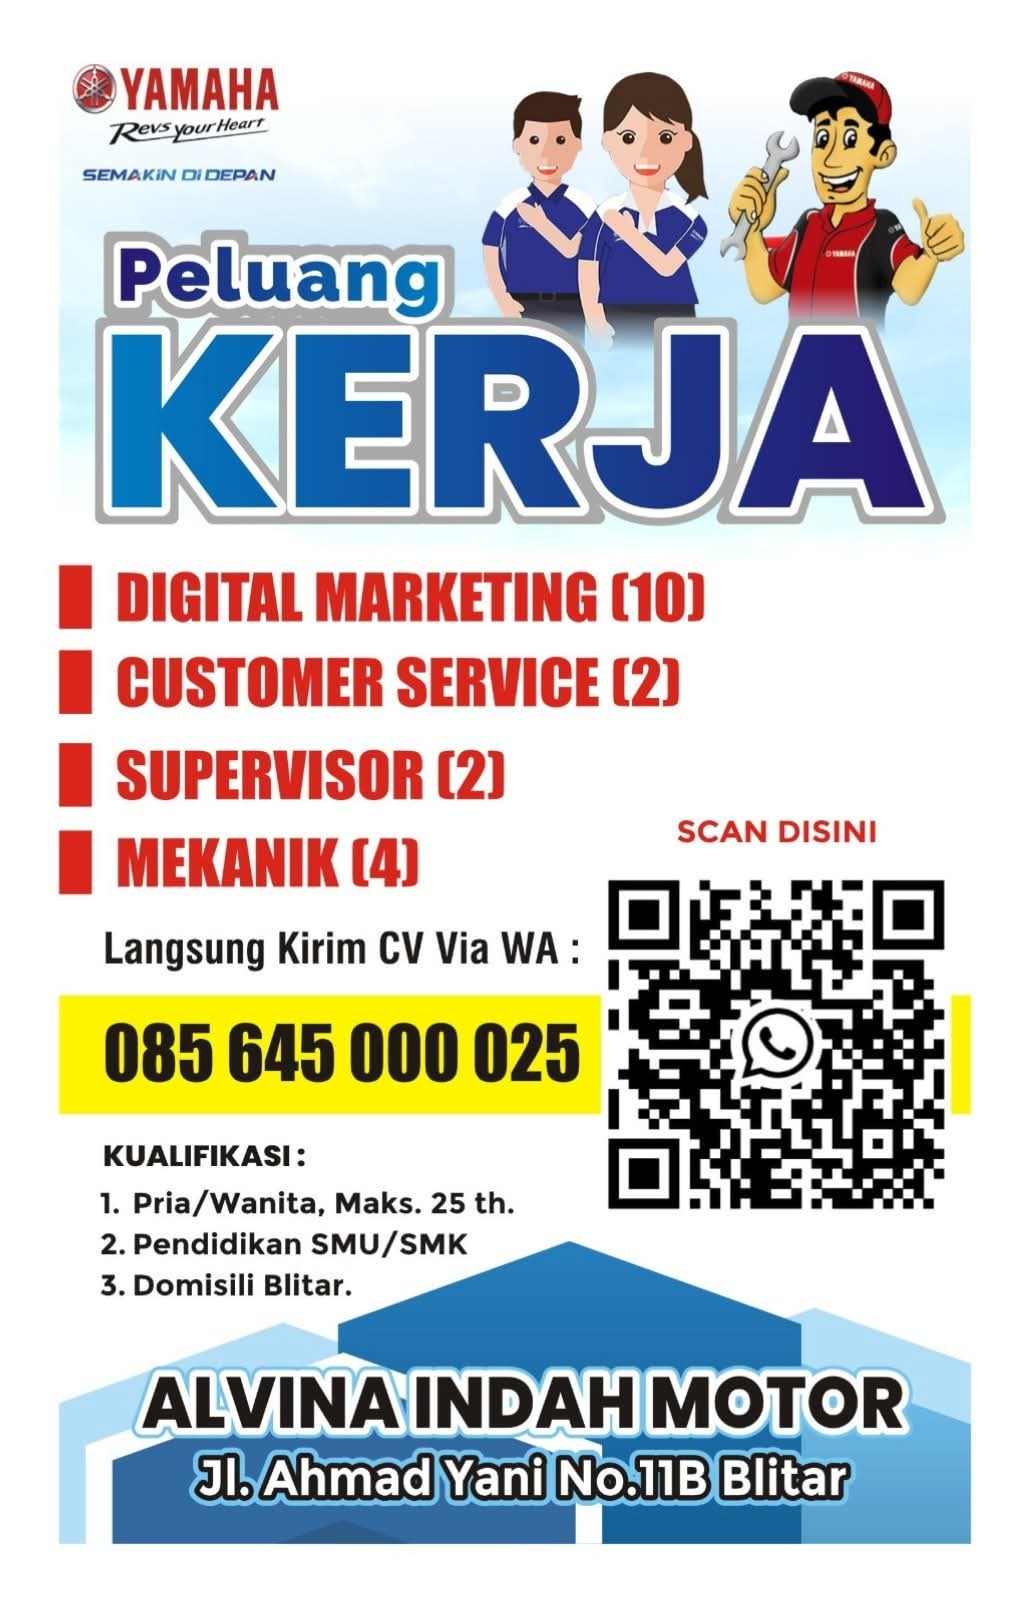 YAMAHA
Revs Your Heart
SEMAKIN DI DEPAN
YAMAHA
YAMAHA
Peluang
KERJA
DIGITAL MARKETING (10)
CUSTOMER SERVICE (2)
SUPERVISOR (2)
MEKANIK (4)
SCAN DISINI
Langsung Kirim CV Via WA :
085 645 000 025
KUALIFIKASI :
1. Pria/Wanita, Maks. 25 th.
2. Pendidikan SMU/SMK
3. Domisili Blitar.
ALVINA INDAH MOTOR
Jl. Ahmad Yani No.11B Blitar